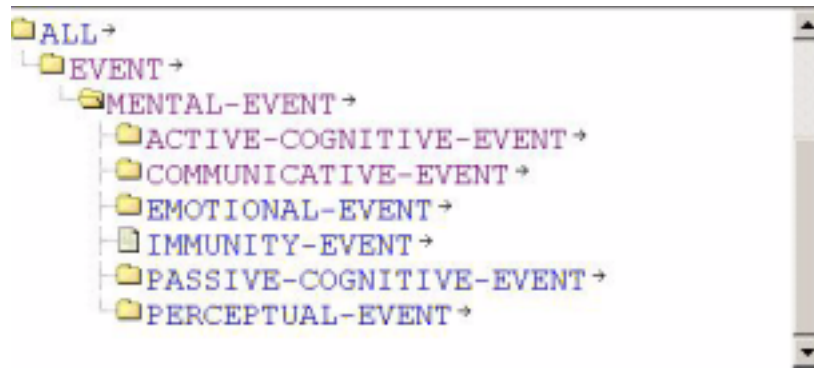 ALL→
EVENT→
MENTAL-EVENT→
ACTIVE-COGNITIVE-EVENT→
COMMUNICATIVE-EVENT→
EMOTIONAL-EVENT→
IMMUNITY-EVENT→
PASSIVE-COGNITIVE-EVENT→
PERCEPTUAL-EVENT→